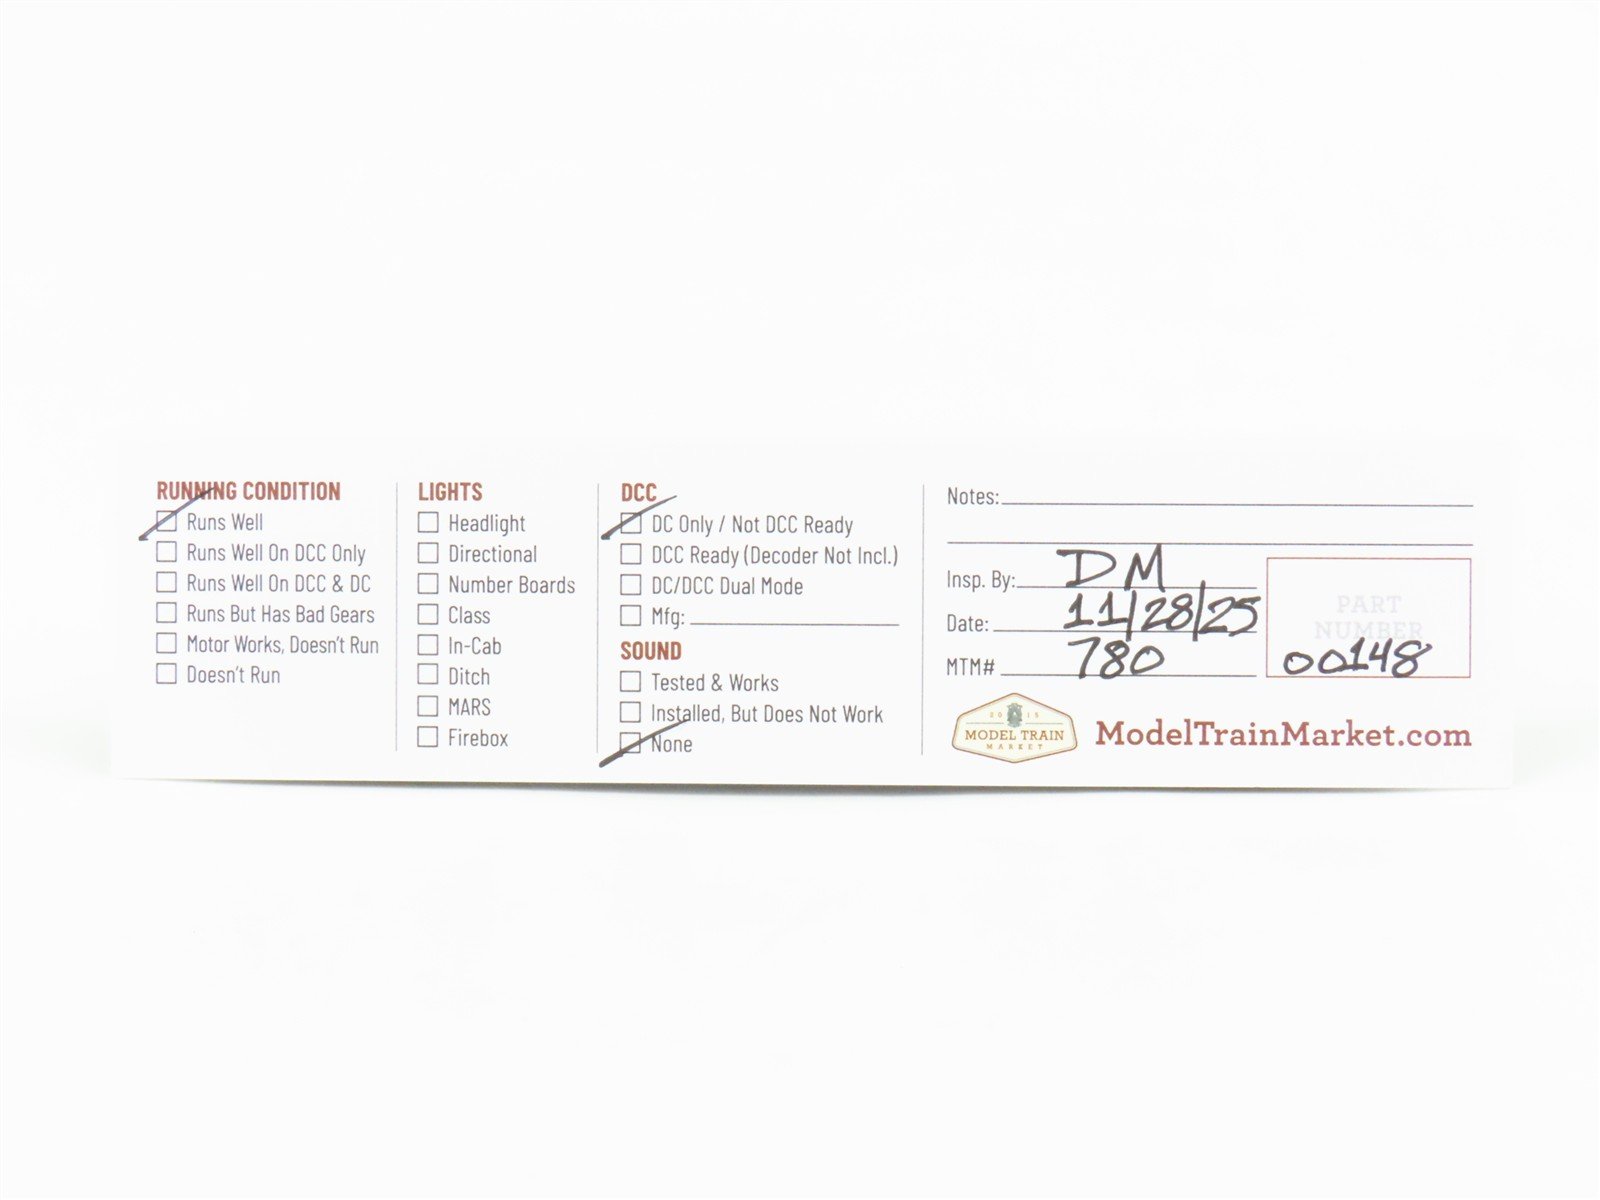 RUNNING CONDITION
Runs Well
Runs Well On DCC Only
Runs Well On DCC & DC
Runs But Has Bad Gears
Motor Works, Doesn't Run
Doesn't Run
LIGHTS
Headlight
Directional
Number Boards
Class
In-Cab
Ditch
MARS
Firebox
DCC
DC Only / Not DCC Ready
DCC Ready (Decoder Not Incl.)
DC/DCC Dual Mode
Mfg:
SOUND
Tested & Works
Installed, But Does Not Work
None
Notes:
Insp. By: DM
Date: 11/28/25
MTM# 780
PART
NUMBER
00148
2015
MODEL TRAIN
MARKET
ModelTrainMarket.com